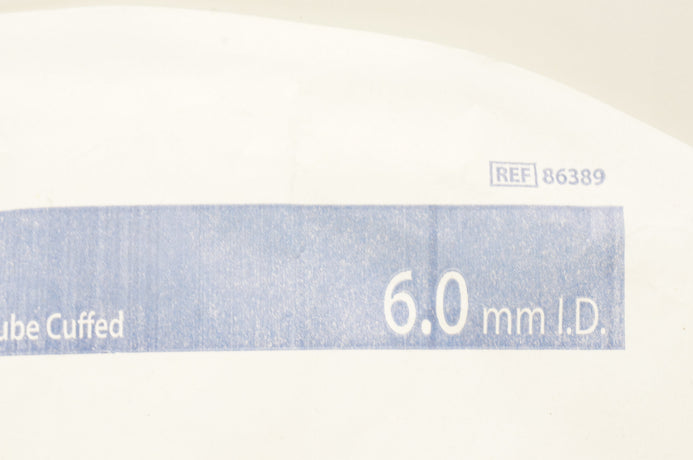 REF 86389
ube Cuffed 6.0 mm I.D.